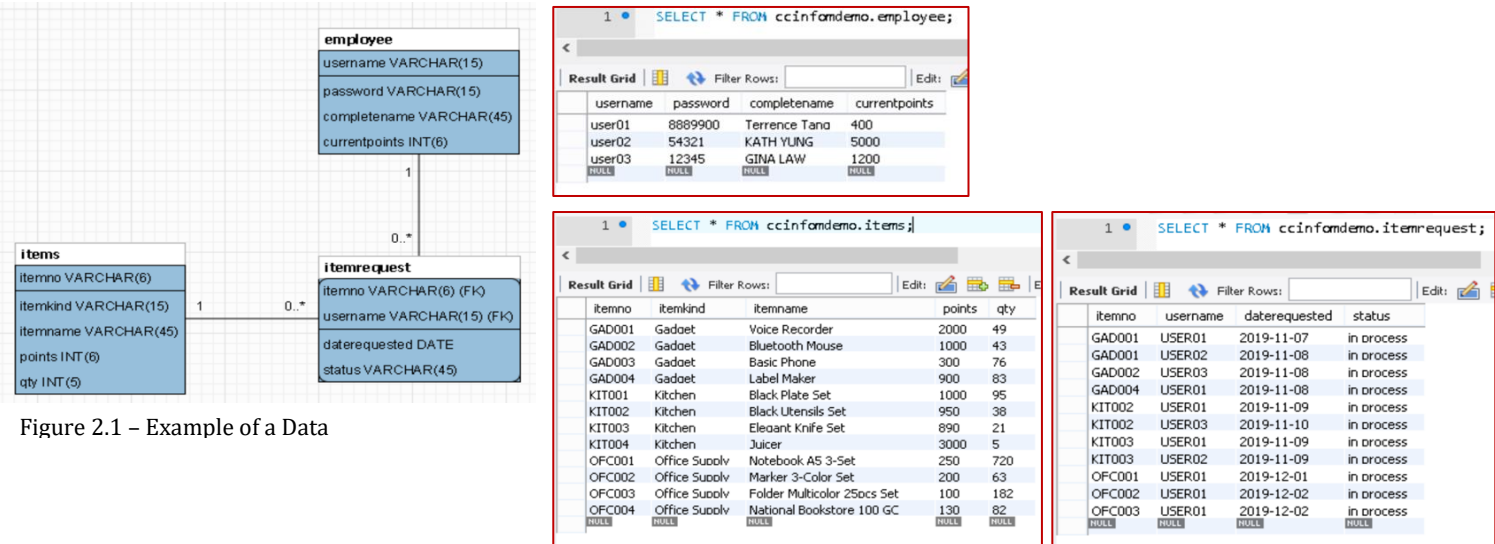 employee
username VARCHAR(15)
password VARCHAR(15)
completename VARCHAR(45)
currentpoints INT(6)
1
0..*
items
itemno VARCHAR(6)
itemkind VARCHAR(15)
itemname VARCHAR(45)
points INT(6)
qty INT(5)
1 0..*
itemrequest
itemno VARCHAR(6) (FK)
username VARCHAR(15) (FK)
daterequested DATE
status VARCHAR(45)
Figure 2.1 – Example of a Data
1 SELECT * FROM ccinfomdemo.employee;
Result Grid Filter Rows: Edit:
username password completename currentpoints
user01 8889900 Terrence Tang 400
user02 54321 KATH YUNG 5000
user03 12345 GINA LAW 1200
NULL NULL NULL NULL
1 SELECT * FROM ccinfomdemo.items;
Result Grid Filter Rows: Edit:
itemno itemkind itemname points qty
GAD001 Gadget Voice Recorder 2000 49
GAD002 Gadget Bluetooth Mouse 1000 43
GAD003 Gadget Basic Phone 300 76
GAD004 Gadget Label Maker 900 83
KIT001 Kitchen Black Plate Set 1000 95
KIT002 Kitchen Black Utensils Set 950 38
KIT003 Kitchen Elegant Knife Set 890 21
KIT004 Kitchen Juicer 3000 5
OFC001 Office Supply Notebook A5 3-Set 250 720
OFC002 Office Supply Marker 3-Color Set 200 63
OFC003 Office Supply Folder Multicolor 25pcs Set 100 182
OFC004 Office Supply National Bookstore 100 GC 130 82
NULL NULL NULL NULL NULL
1 SELECT * FROM ccinfomdemo.itemrequest;
Result Grid Filter Rows: Edit:
itemno username daterequested status
GAD001 USER01 2019-11-07 in process
GAD001 USER02 2019-11-08 in process
GAD002 USER03 2019-11-08 in process
GAD004 USER01 2019-11-08 in process
KIT002 USER01 2019-11-09 in process
KIT002 USER03 2019-11-10 in process
KIT003 USER01 2019-11-09 in process
KIT003 USER02 2019-11-09 in process
OFC001 USER01 2019-12-01 in process
OFC002 USER01 2019-12-02 in process
OFC003 USER01 2019-12-02 in process
NULL NULL NULL NULL